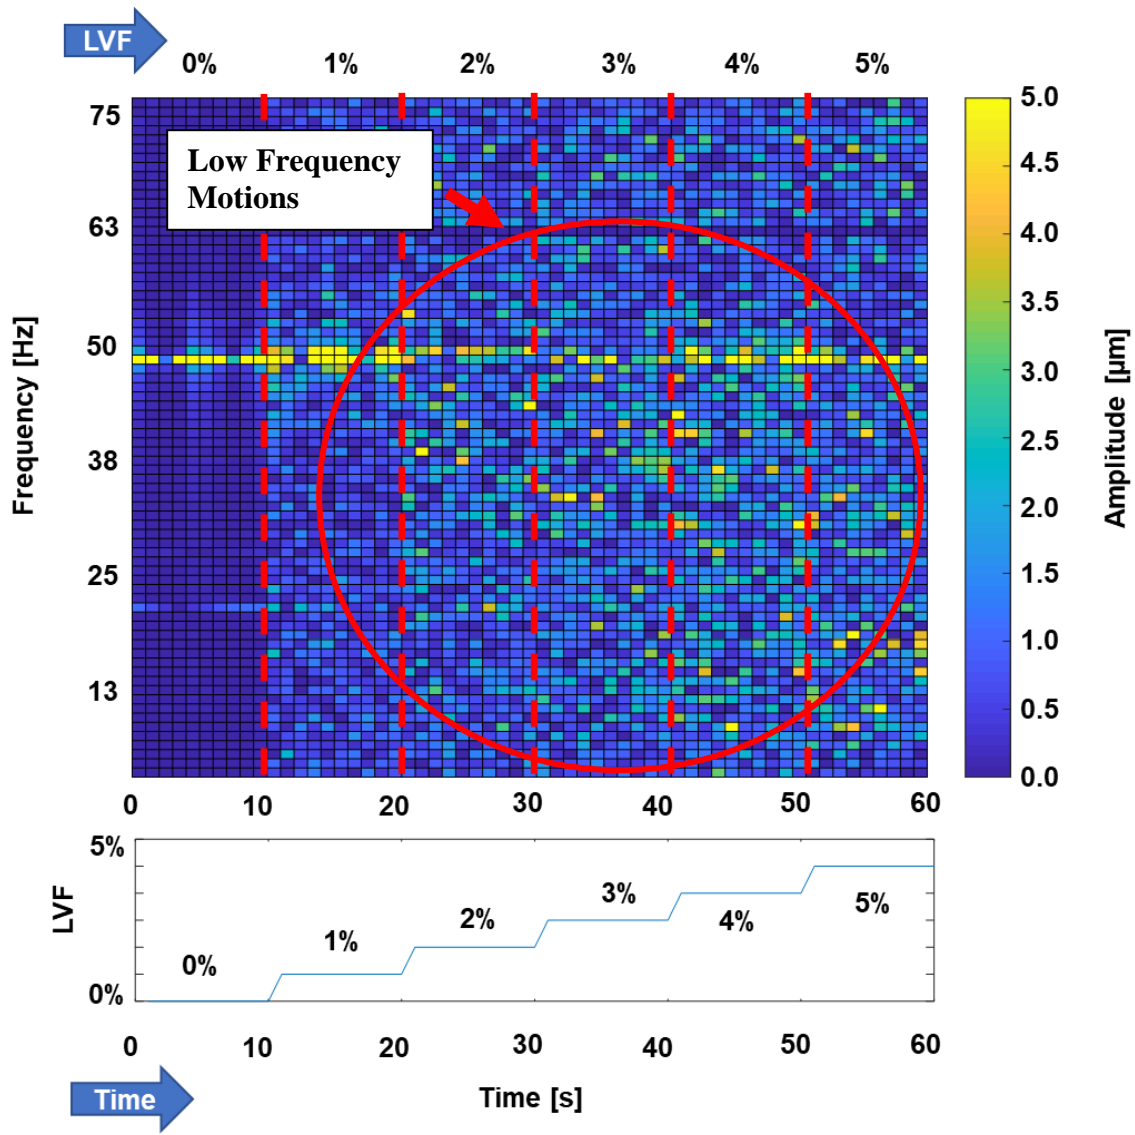 LVF
0% 1% 2% 3% 4% 5%
75
63
50
38
25
13
Frequency [Hz]
Low Frequency
Motions
0 10 20 30 40 50 60
5.0
4.5
4.0
3.5
3.0
2.5
2.0
1.5
1.0
0.5
0.0
Amplitude [µm]
5%
0%
LVF
0% 1% 2% 3% 4% 5%
0 10 20 30 40 50 60
Time
Time [s]